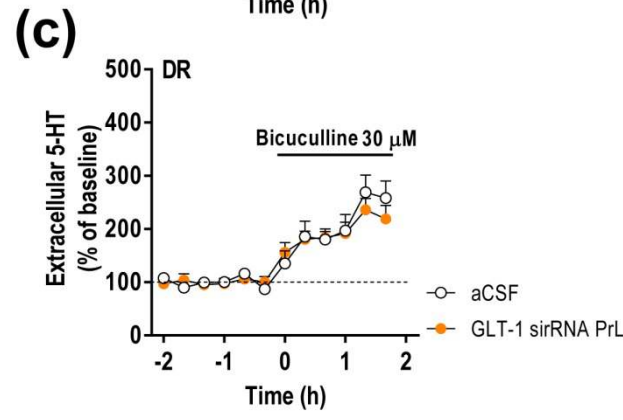 Time (h)
(c)
500
DR
400
Bicuculline 30 μM
300
200
100
0
Extracellular 5-HT
(% of baseline)
-2 -1 0 1 2
Time (h)
aCSF
GLT-1 sirRNA PrL